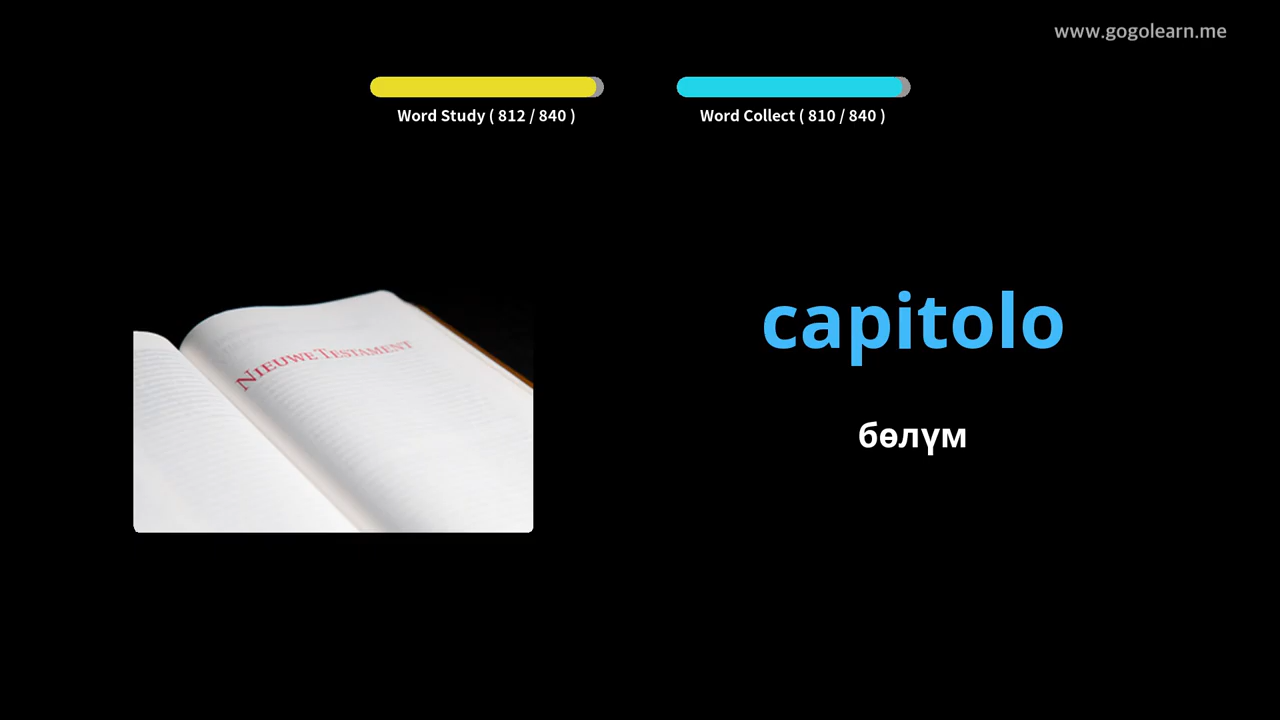 www.gogolearn.me
Word Study ( 812 / 840 )
Word Collect ( 810 / 840 )
NIEUWE TESTAMENT
capitolo
бөлүм